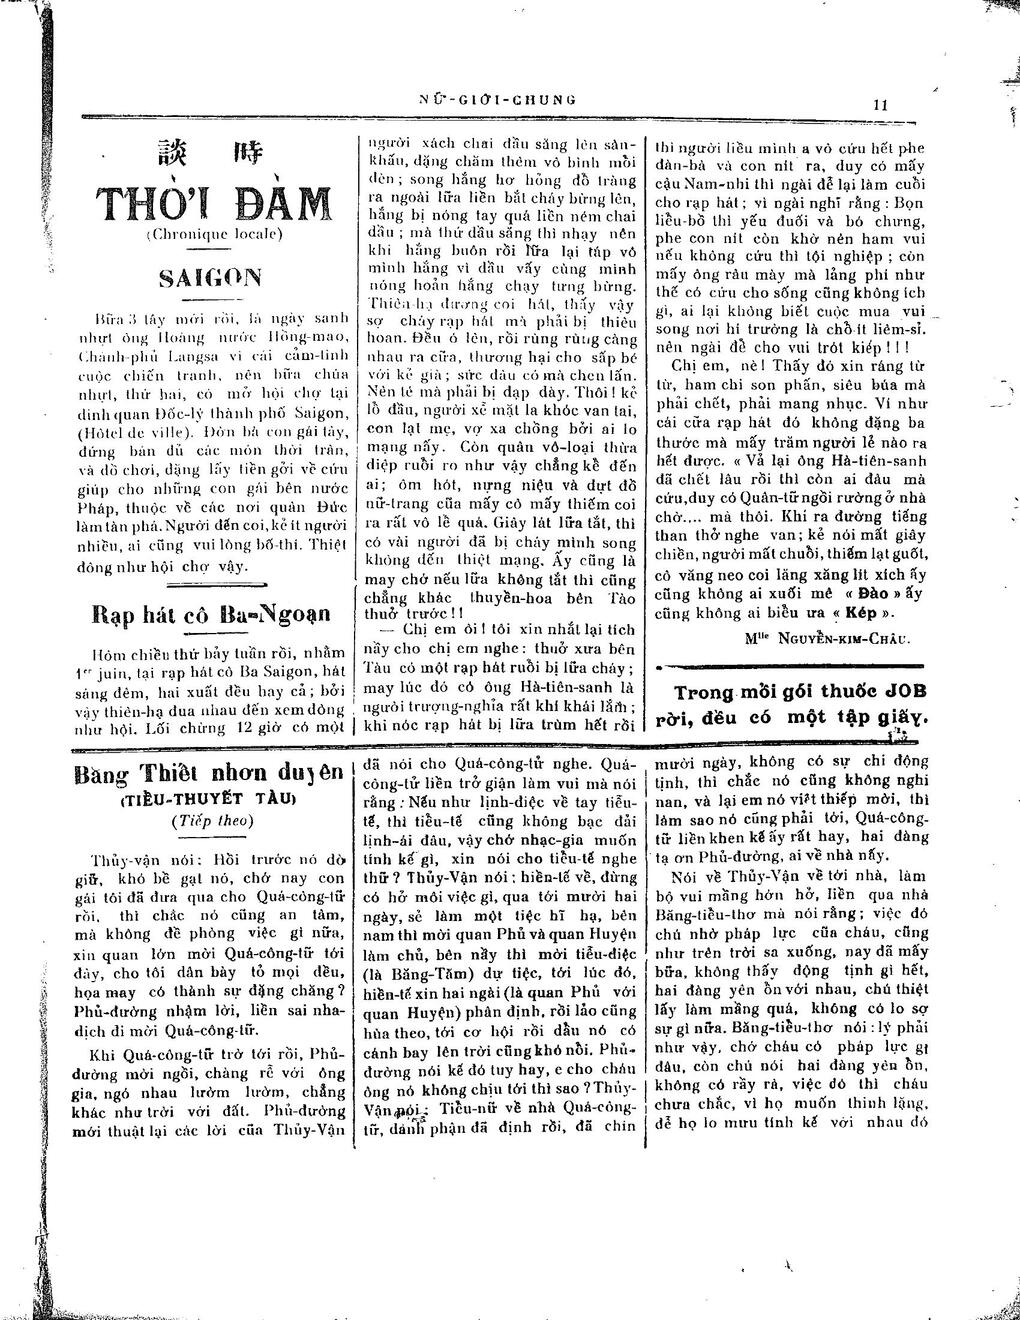 NỮ-GIỚI-CHUNG
11
談 時
THỜI ĐÀM
(Chronique locale)
SAIGON
Bữa 3 tây mới rồi, là ngày sanh
nhựt ông Hoàng nước Hồng-mao,
Chánh-phủ Langsa vì cái cảm-tình
cuộc chiến tranh, nên bữa chúa
nhựt, thứ hai, có mở hội chợ tại
dinh quan Đốc-lý thành phố Saigon,
(Hôtel de ville). Đờn bà con gái tây,
đứng bán đủ các món thời trân,
và đồ chơi, dặng lấy tiền gởi về cứu
giúp cho những con gái bên nước
Pháp, thuộc về các nơi quân Đức
làm tàn phá. Người đến coi, kẻ ít người
nhiều, ai cũng vui lòng bố-thí. Thiệt
đông như hội chợ vậy.
Rạp hát cô Ba-Ngoạn
Hôm chiều thứ bảy tuần rồi, nhằm
1er juin, tại rạp hát cô Ba Saigon, hát
sáng đêm, hai xuất đều hay cả; bởi
vậy thiên-hạ đua nhau đến xem đông
như hội. Lối chừng 12 giờ có một
người xách chai dầu săng lên sân-
khấu, dặng châm thêm vô bình mồi
đèn; song hắng hơ hỏng đổ tràng
ra ngoài lữa liền bắt cháy bừng lên,
hắng bị nóng tay quá liền ném chai
dầu; mà thứ dầu săng thì nhạy nên
khi hắng buôn rồi lữa lại táp vô
mình hắng vì dầu vấy cùng mình
nóng hoản hắng chạy tưng bừng.
Thiên-hạ đương coi hát, thấy vậy
sợ cháy rạp hát mà phải bị thiêu
hoan. Đều ó lên, rồi rùng rùng càng
nhau ra cữa, thương hại cho sấp bé
với kẻ già; sức đâu có mà chen lấn.
Nên té mà phải bị đạp dày. Thôi! kẻ
lỗ đầu, người xẻ mặt la khóc van tai,
con lạt mẹ, vợ xa chồng bởi ai lo
mạng nấy. Còn quân vô-loại thừa
diệp ruồi ro như vậy chẳng kể đến
ai; ôm hót, nựng niệu và dựt đồ
nữ-trang của mấy cô mấy thiếm coi
ra rất vô lể quá. Giây lát lữa tắt, thì
có vài người đã bị cháy mình song
không đến thiệt mạng. Ấy cũng là
may chớ nếu lữa không tắt thì cũng
chẳng khác thuyền-hoa bên Tào
thuở trước!!
— Chị em ôi! tôi xin nhắt lại tích
nầy cho chị em nghe: thuở xưa bên
Tàu có một rạp hát ruồi bị lữa cháy;
may lúc đó có ông Hà-tiên-sanh là
người trượng-nghĩa rất khí khái lắm;
khi nóc rạp hát bị lữa trùm hết rồi
thì người liều mình a vô cứu hết phe
đàn-bà và con nít ra, duy có mấy
cậu Nam-nhi thì ngài để lại làm cuối
cho rạp hát; vì ngài nghĩ rằng: Bọn
liễu-bồ thì yếu đuối và bó chưng,
phe con nít còn khờ nên ham vui
nếu không cứu thì tội nghiệp; còn
mấy ông râu mày mà lảng phí như
thế có cứu cho sống cũng không ích
gì, ai lại không biết cuộc mua vui
song nơi hí trường là chỗ ít liêm-sỉ.
nên ngài để cho vui trót kiếp!!!
Chị em, nè! Thấy đó xin ráng từ
từ, ham chi son phấn, siêu búa mà
phải chết, phải mang nhục. Ví như
cái cữa rạp hát đó không đặng ba
thước mà mấy trăm người lẻ nào ra
hết được. « Vả lại ông Hà-tiên-sanh
đã chết lâu rồi thì còn ai đâu mà
cứu, duy có Quân-tử ngồi rường ở nhà
chờ.... mà thôi. Khi ra đường tiếng
than thở nghe van; kẻ nói mất giây
chiền, người mất chuỗi, thiếm lạt guốt,
cô văng neo coi lăng xăng lít xích ấy
cũng không ai xuối mê « Đào » ấy
cũng không ai biểu ưa « Kép ».
Mlle NGUYỄN-KIM-CHÂU.
Trong mỗi gói thuốc JOB
rời, đều có một tập giấy.
Băng Thiết nhơn duyên
(TIỂU-THUYẾT TÀU)
(Tiếp theo)
Thủy-vận nói: Hồi trước nó dờ
giữ, khó bề gạt nó, chớ nay con
gái tôi đã đưa qua cho Quá-công-tử
rồi, thì chắc nó cũng an tâm,
mà không đề phòng việc gì nữa,
xin quan lớn mời Quá-công-tử tới
đây, cho tôi dân bày tỏ mọi đều,
họa may có thành sự đặng chăng?
Phủ-đường nhậm lời, liền sai nha-
dịch đi mời Quá-công-tử.
Khi Quá-công-tử trờ tới rồi, Phủ-
đường mời ngồi, chàng rể với ông
gia, ngó nhau lườm lườm, chẳng
khác như trời với đất. Phủ-đường
mới thuật lại các lời của Thủy-Vận
đã nói cho Quá-công-tử nghe. Quá-
công-tử liền trở giận làm vui mà nói
rằng: Nếu như lịnh-điệc về tay tiểu-
tế, thì tiểu-tế cũng không bạc đải
lịnh-ái đâu, vậy chớ nhạc-gia muốn
tính kế gì, xin nói cho tiểu-tế nghe
thử? Thủy-Vận nói: hiền-tế về, đừng
có hở môi việc gì, qua tới mười hai
ngày, sẻ làm một tiệc hĩ hạ, bên
nam thì mời quan Phủ và quan Huyện
làm chủ, bên nầy thì mời tiểu-điệc
(là Băng-Tâm) dự tiệc, tới lúc đó,
hiền-tế xin hai ngài (là quan Phủ với
quan Huyện) phân định, rồi lảo cũng
hùa theo, tới cơ hội rồi dầu nó có
cánh bay lên trời cũng khó nổi. Phủ-
đường nói kế đó tuy hay, e cho cháu
ông nó không chịu tới thì sao? Thủy-
Vận nói: Tiểu-nữ về nhà Quá-công-
tử, dánh phận đã định rồi, đã chín
mười ngày, không có sự chi động
tịnh, thì chắc nó cũng không nghi
nan, và lại em nó viết thiếp mời, thì
làm sao nó cũng phải tới, Quá-công-
tử liền khen kế ấy rất hay, hai đàng
tạ ơn Phủ-đường, ai về nhà nấy.
Nói về Thủy-Vận về tới nhà, làm
bộ vui mầng hớn hở, liền qua nhà
Băng-tiểu-thơ mà nói rằng; việc đó
chú nhờ pháp lực của cháu, cũng
như trên trời sa xuống, nay đã mấy
bữa, không thấy động tịnh gì hết,
hai đàng yên ổn với nhau, chú thiệt
lấy làm mầng quá, không có lo sợ
sự gì nữa. Băng-tiểu-thơ nói: lý phải
như vậy, chớ cháu có pháp lực gì
đâu, còn chú nói hai đàng yên ổn,
không có rầy rà, việc đó thì cháu
chưa chắc, vì họ muốn thinh lặng,
để họ lo mưu tính kế với nhau đó